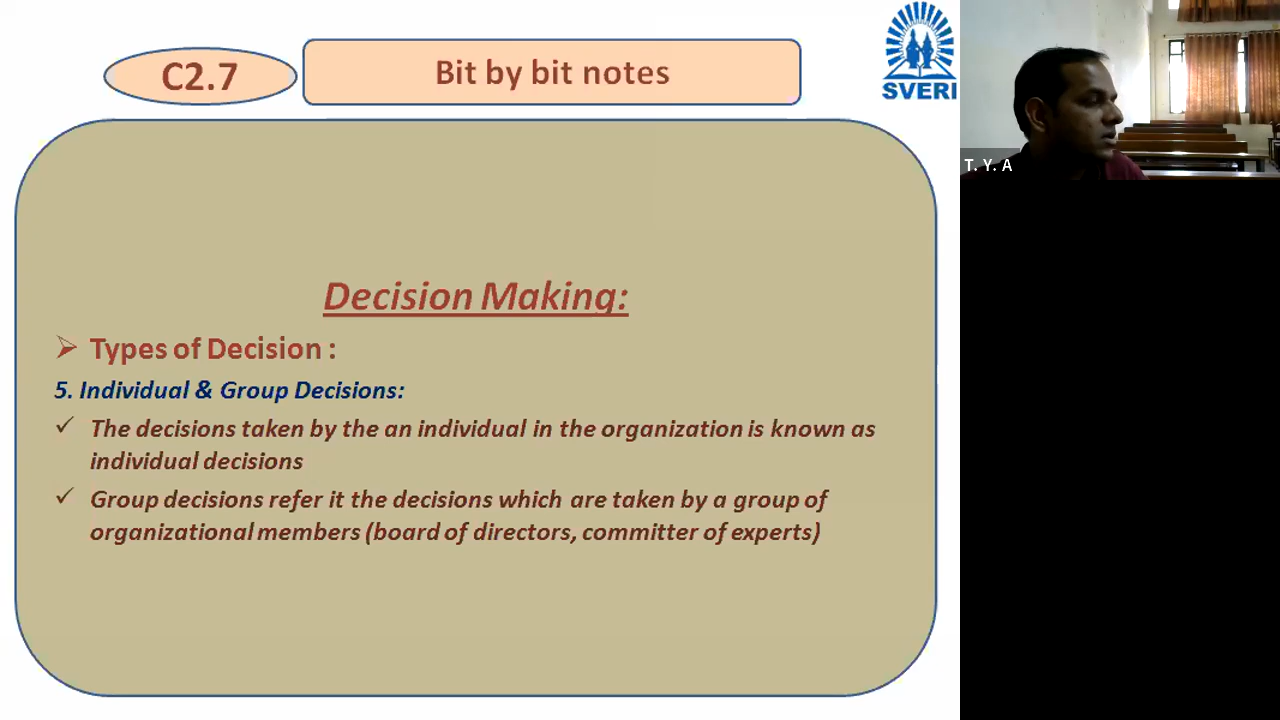 C2.7
Bit by bit notes
SVERI
T. Y. A
Decision Making:
Types of Decision :
5. Individual & Group Decisions:
The decisions taken by the an individual in the organization is known as
individual decisions
Group decisions refer it the decisions which are taken by a group of
organizational members (board of directors, committer of experts)